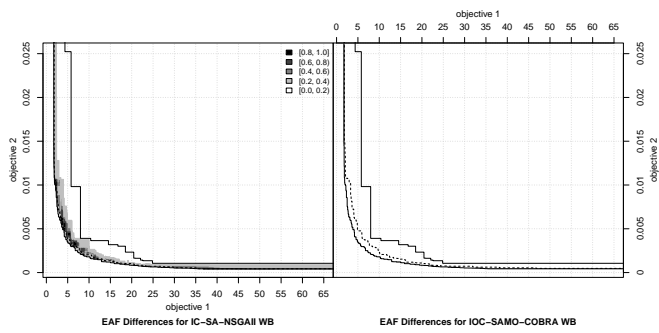 objective 1
0 5 10 15 20 25 30 35 40 45 50 55 60 65
[0.8, 1.0]
[0.6, 0.8)
[0.4, 0.6)
[0.2, 0.4)
[0.0, 0.2)
objective 2
0 0.005 0.01 0.015 0.02 0.025
0 0.005 0.01 0.015 0.02 0.025
objective 2
0 5 10 15 20 25 30 35 40 45 50 55 60 65
objective 1
EAF Differences for IC−SA−NSGAII WB
EAF Differences for IOC−SAMO−COBRA WB